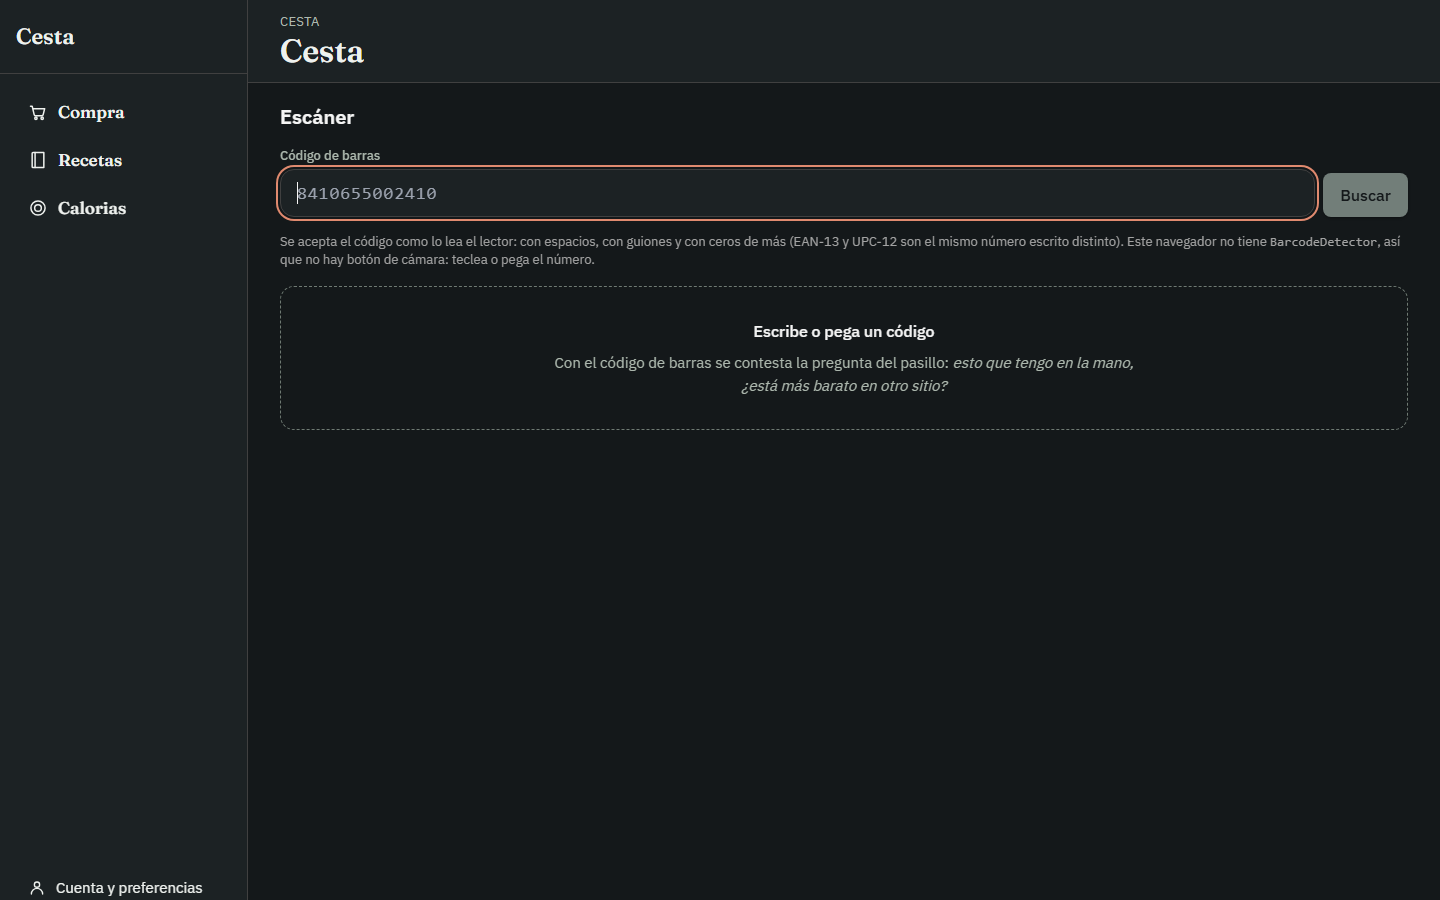 Cesta
Compra
Recetas
Calorias
Cuenta y preferencias
CESTA
Cesta
Escáner
Código de barras
8410655002410
Buscar
Se acepta el código como lo lea el lector: con espacios, con guiones y con ceros de más (EAN-13 y UPC-12 son el mismo número escrito distinto). Este navegador no tiene BarcodeDetector, así
que no hay botón de cámara: teclea o pega el número.
Escribe o pega un código
Con el código de barras se contesta la pregunta del pasillo: esto que tengo en la mano,
¿está más barato en otro sitio?